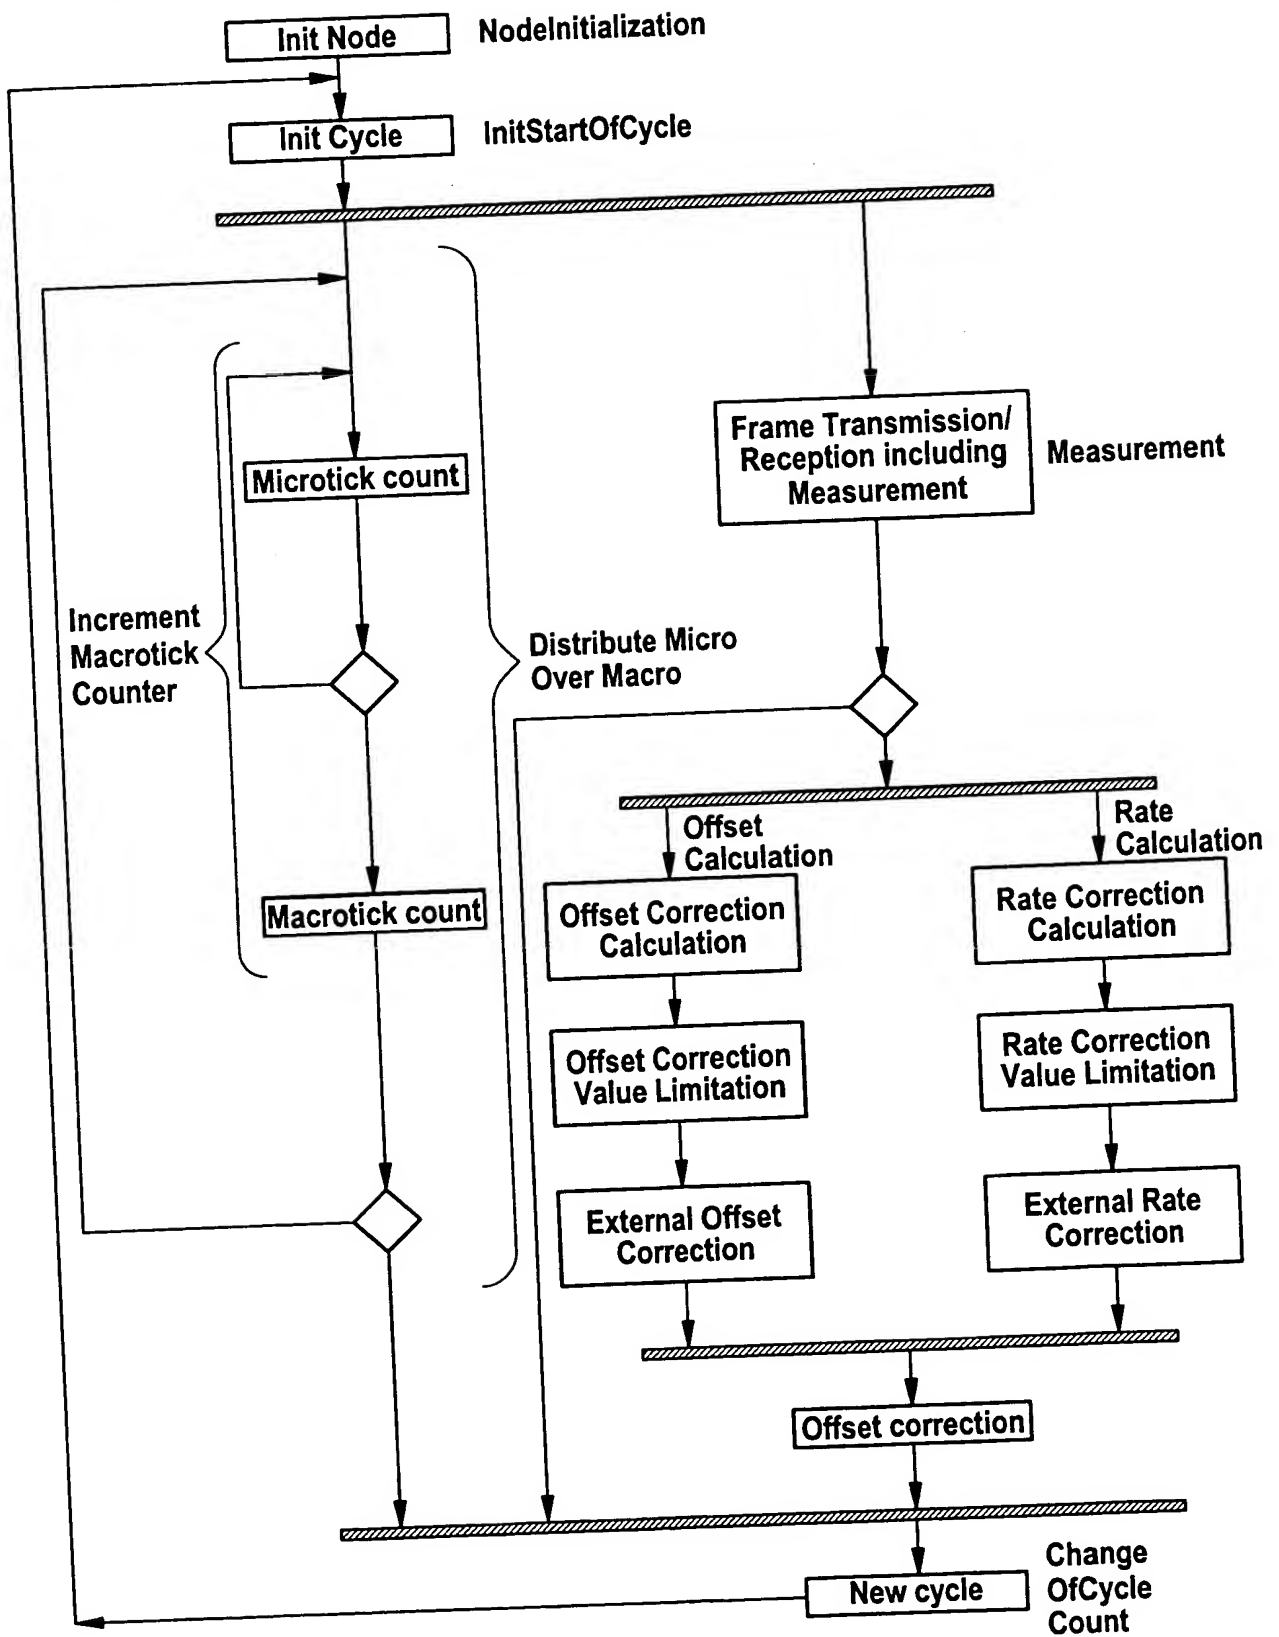 Init Node
NodeInitialization
Init Cycle
InitStartOfCycle
Frame Transmission/
Reception including
Measurement
Measurement
Microtick count
Increment
Macrotick
Counter
Distribute Micro
Over Macro
Offset
Calculation
Rate
Calculation
Macrotick count
Offset Correction
Calculation
Rate Correction
Calculation
Offset Correction
Value Limitation
Rate Correction
Value Limitation
External Offset
Correction
External Rate
Correction
Offset correction
New cycle
Change
OfCycle
Count